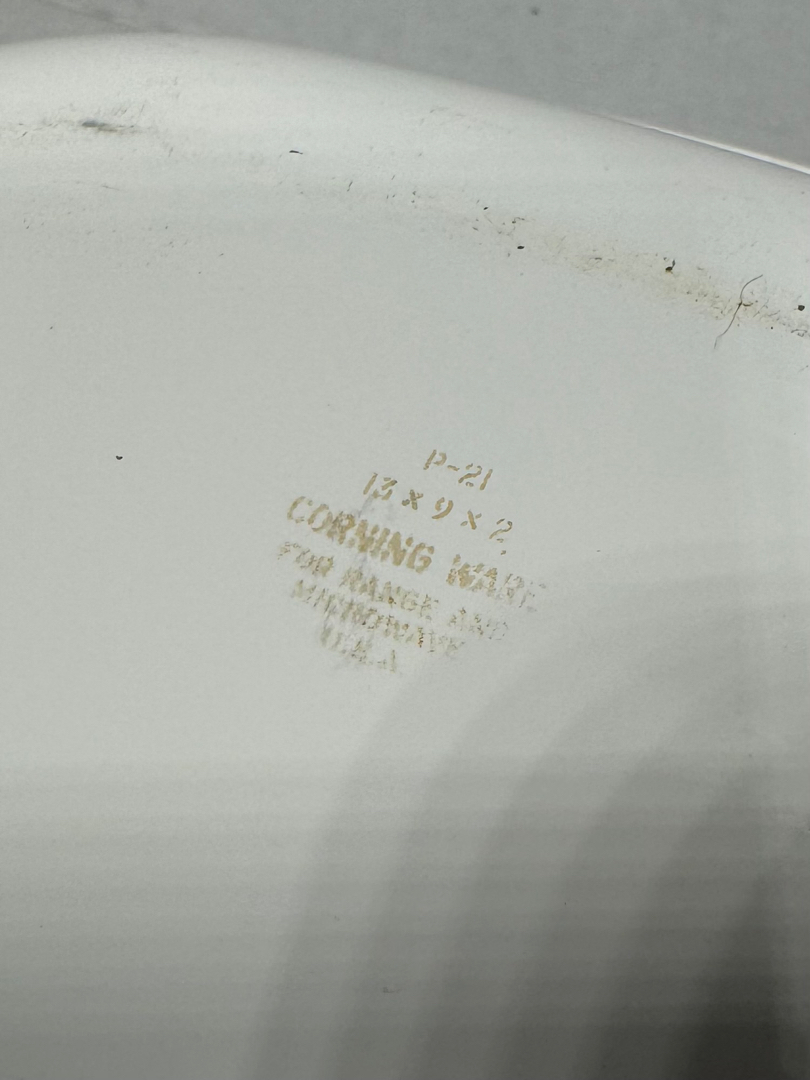 P-21
13 x 9 x 2
CORNING WARE
FOR RANGE AND
MICROWAVE
U.S.A